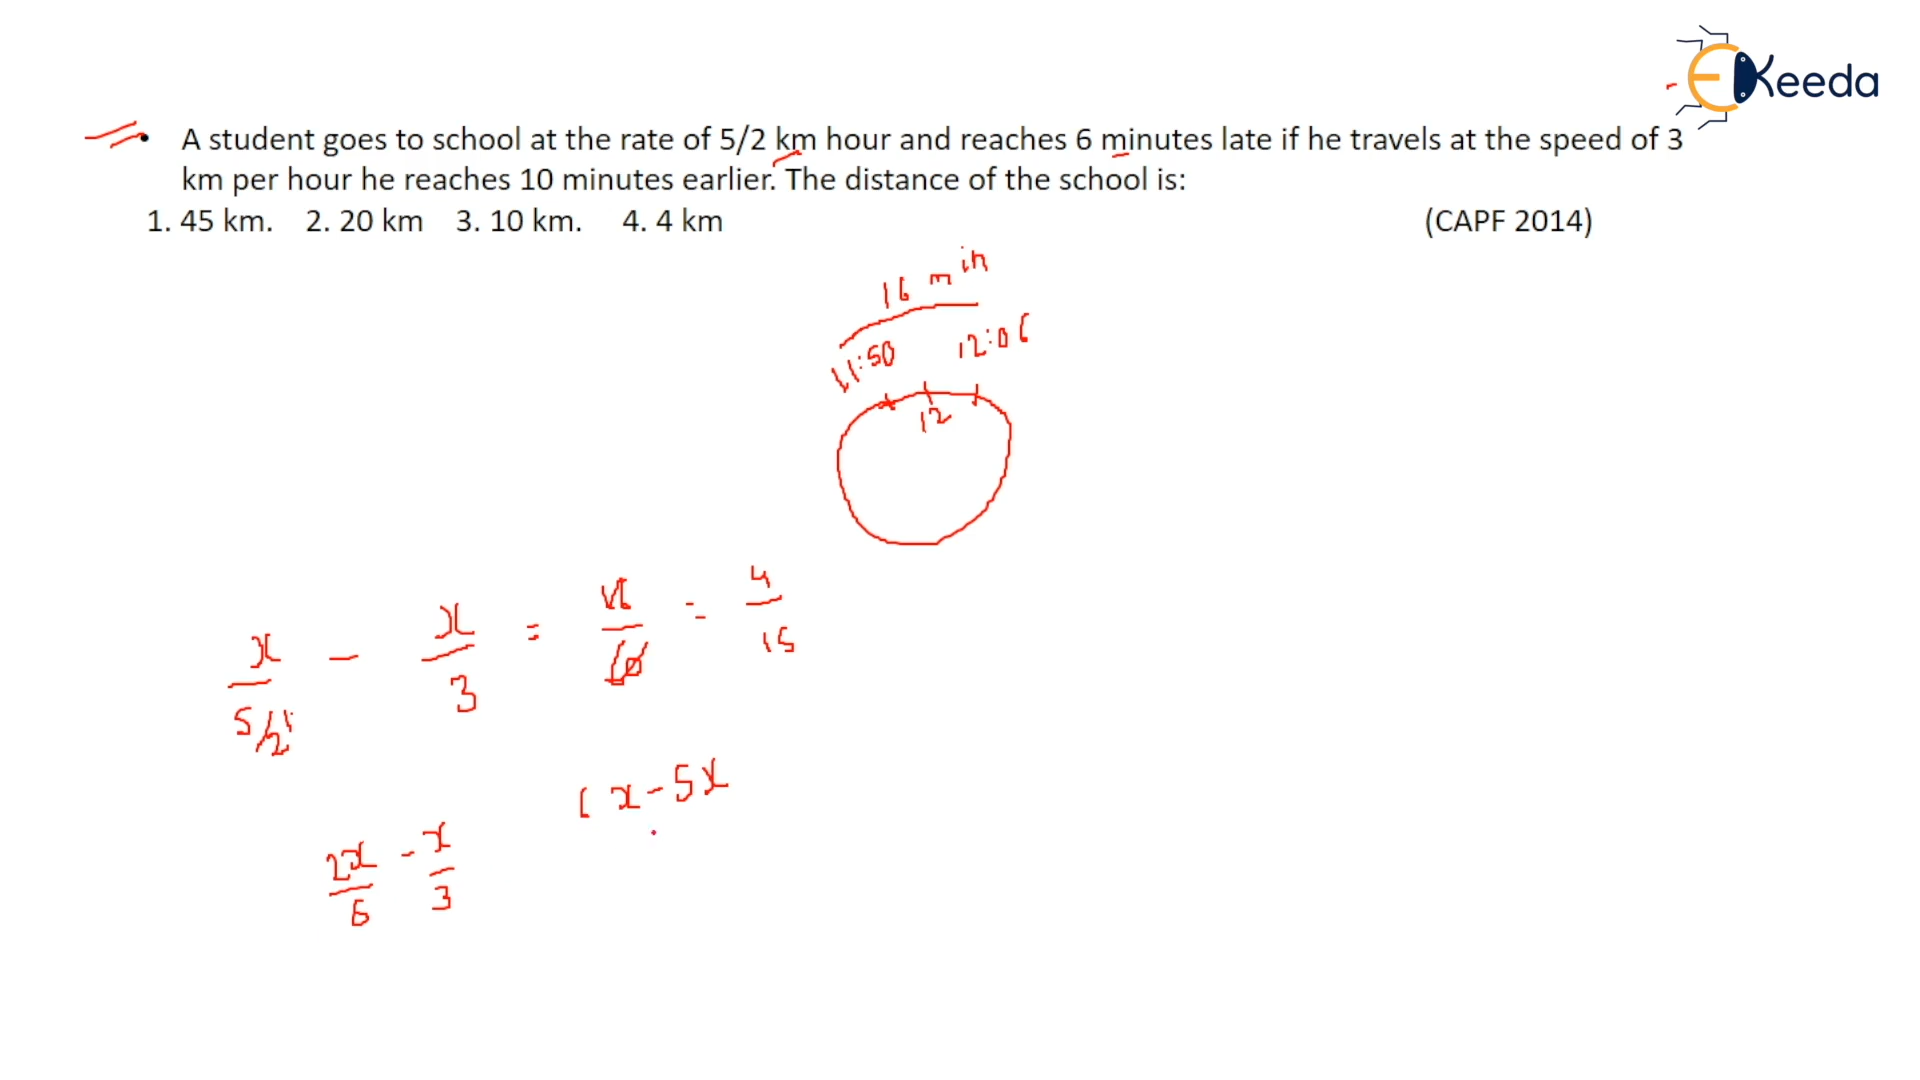 EKeeda
• A student goes to school at the rate of 5/2 km hour and reaches 6 minutes late if he travels at the speed of 3
km per hour he reaches 10 minutes earlier. The distance of the school is:
1. 45 km. 2. 20 km 3. 10 km. 4. 4 km (CAPF 2014)
16 min
11:50 12:06
12
x/5/2 - x/3 = 16/60 = 4/15
6x - 5x
2x/5 - x/3